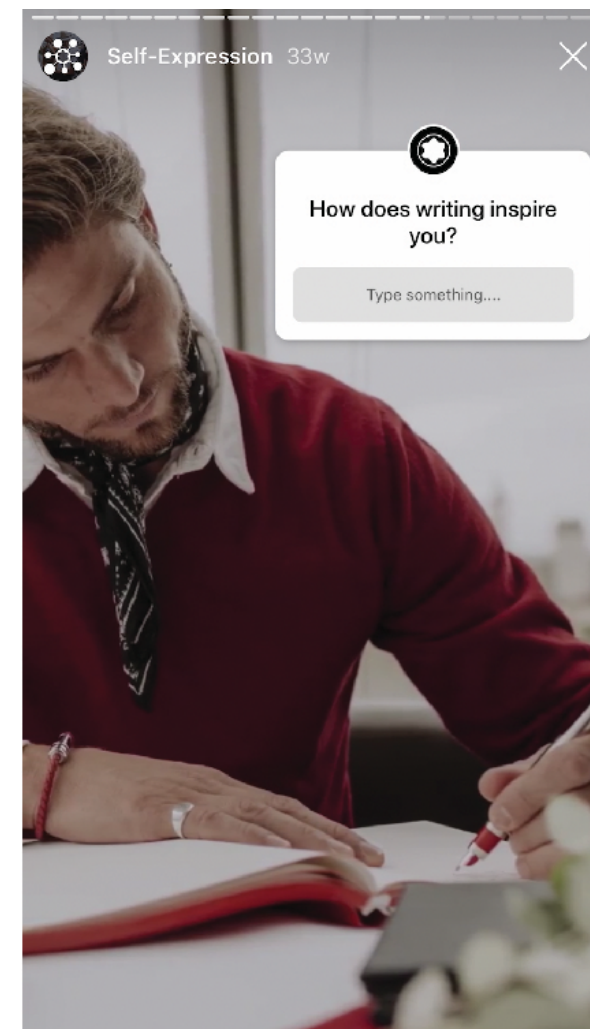 Self-Expression 33w
How does writing inspire
you?
Type something....